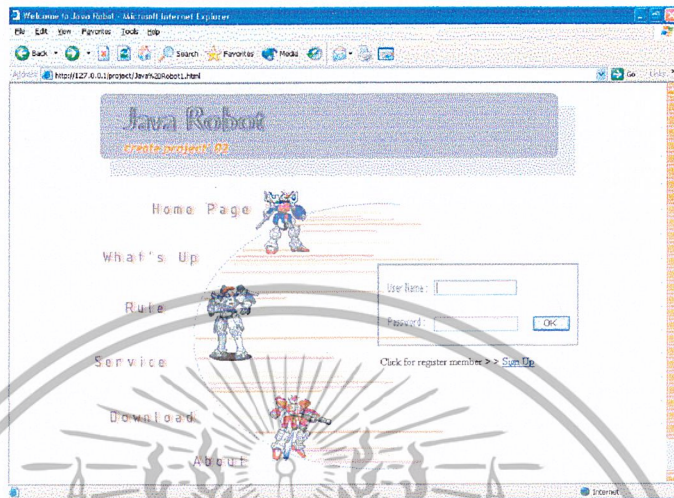 Welcome to Java Robot - Microsoft Internet Explorer
File Edit View Favorites Tools Help
Back Search Favorites Media
Address http://127.0.0.1/project/Java%20Robot1.html Go Links
Java Robot
create project 02
Home Page
What's Up
User Name :
Rule
Password : OK
Service
Click for register member > > Sign Up
Download
About
Internet